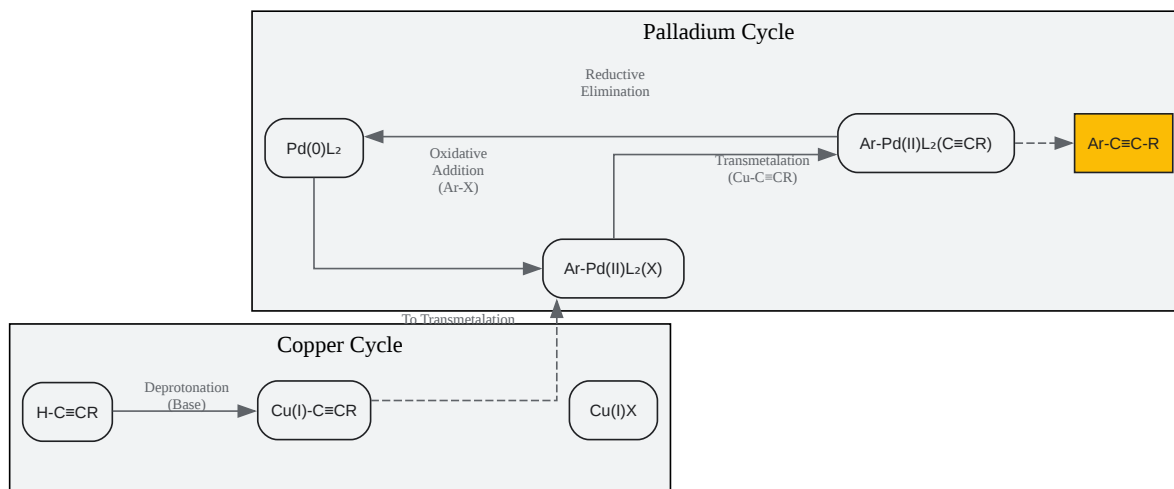 Palladium Cycle
Reductive
Elimination
Pd(0)L₂
Ar-Pd(II)L₂(C≡CR)
Ar-C≡C-R
Oxidative
Addition
(Ar-X)
Transmetalation
(Cu-C≡CR)
Ar-Pd(II)L₂(X)
To Transmetalation
Copper Cycle
H-C≡CR
Deprotonation
(Base)
Cu(I)-C≡CR
Cu(I)X